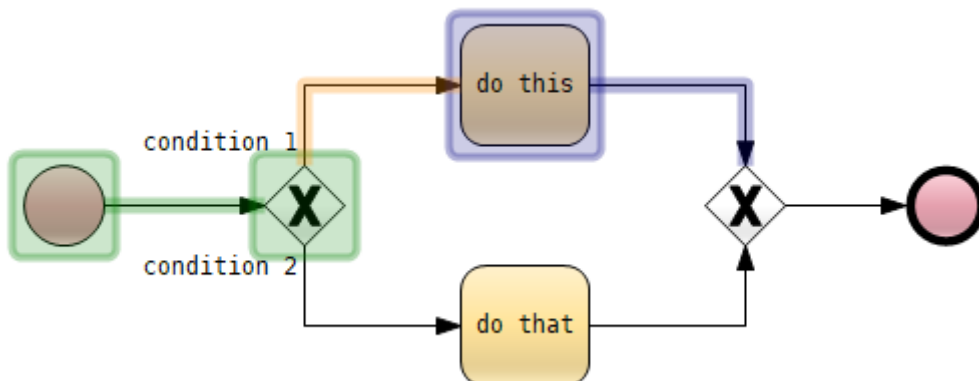 do this
condition 1
X
X
condition 2
do that